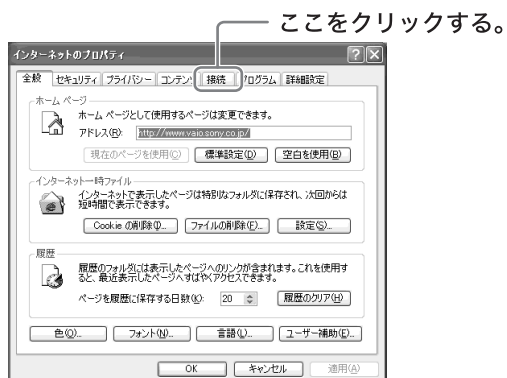 ここをクリックする。
インターネットのプロパティ
全般 セキュリティ プライバシー コンテンツ 接続 プログラム 詳細設定
ホーム ページ
ホーム ページとして使用するページは変更できます。
アドレス(R): http://www.vaio.sony.co.jp/
現在のページを使用(C) 標準設定(D) 空白を使用(B)
インターネット一時ファイル
インターネットで表示したページは特別なフォルダに保存され、次回からは
短時間で表示できます。
Cookie の削除(I)... ファイルの削除(F)... 設定(S)...
履歴
履歴のフォルダには表示したページへのリンクが含まれます。これを使用す
ると、最近表示したページへすばやくアクセスできます。
ページを履歴に保存する日数(K): 20 履歴のクリア(H)
色(O)... フォント(N)... 言語(L)... ユーザー補助(E)...
OK キャンセル 適用(A)